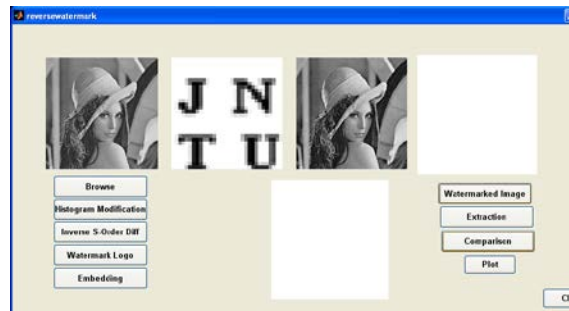 reversewatermark
J N
T U
Browse
Histogram Modification
Inverse S-Order Diff
Watermark Logo
Embedding
Watermarked Image
Extraction
Comparison
Plot